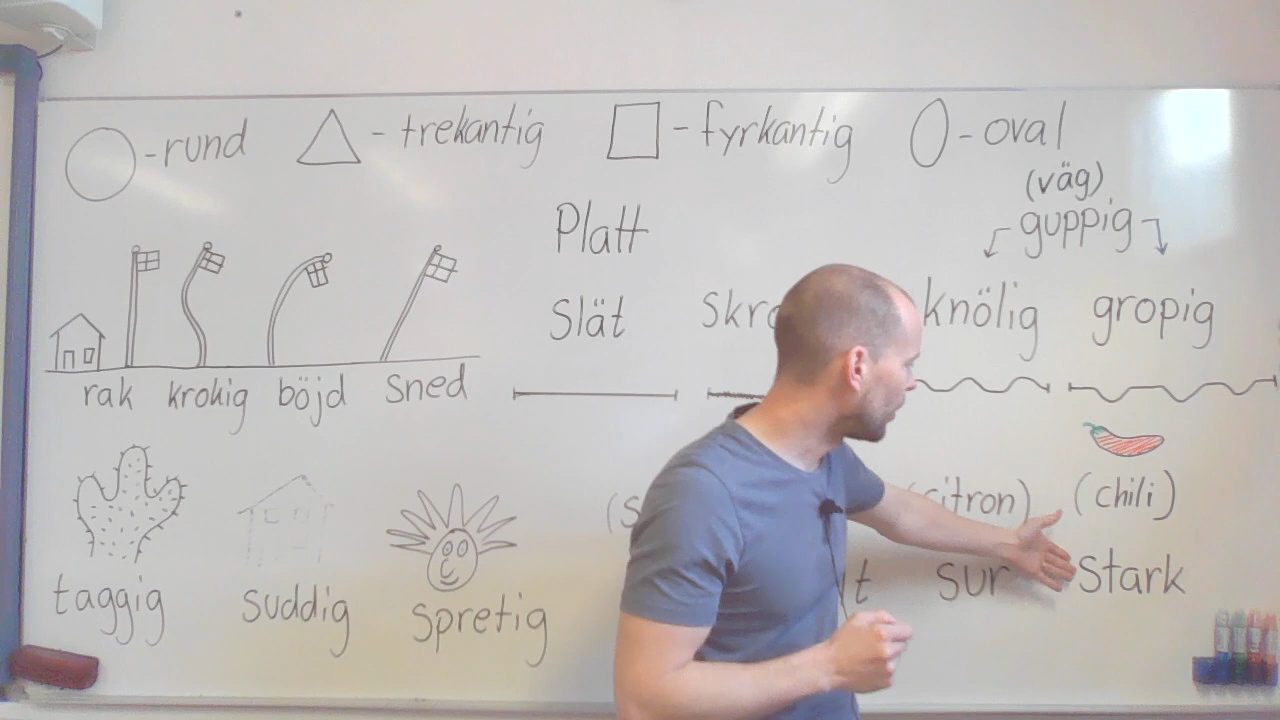 -rund - trekantig - fyrkantig - oval
(väg)
Platt guppig
Slät knölig gropig
rak krokig böjd sned
(citron) (chili)
sur stark
taggig suddig spretig